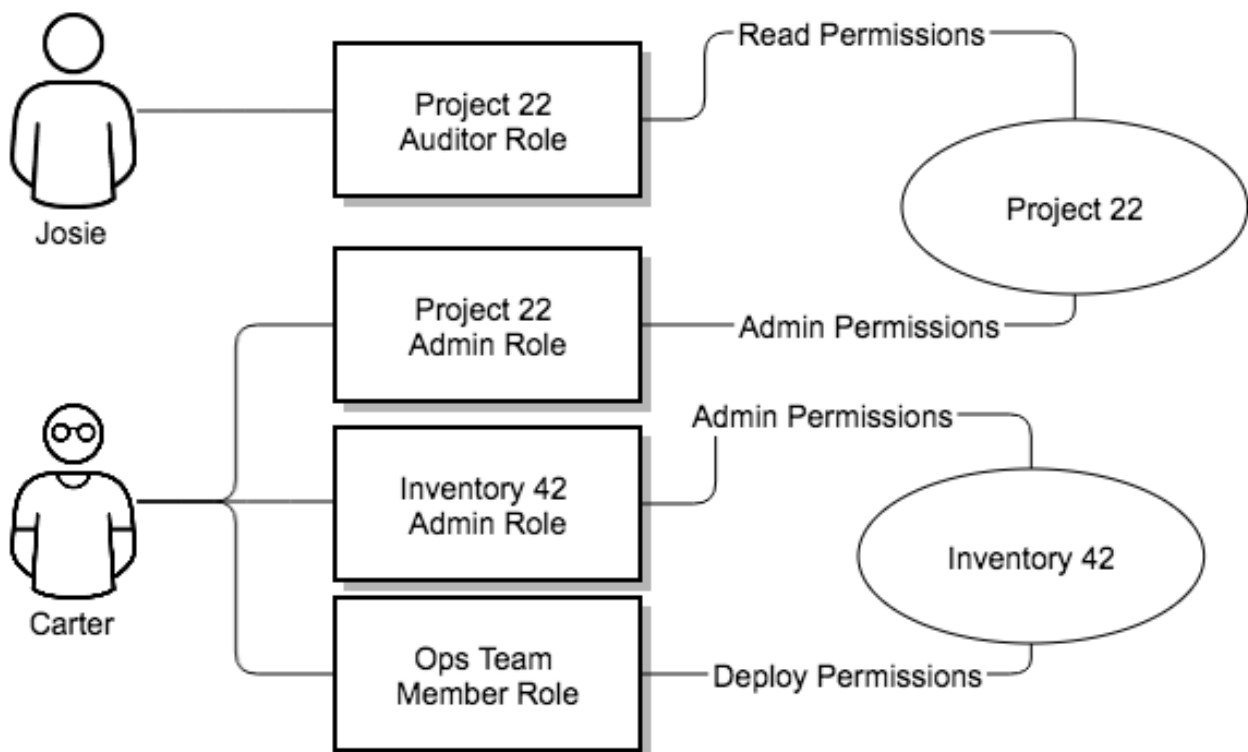 Read Permissions
Project 22
Auditor Role
Project 22
Josie
Project 22
Admin Role
Admin Permissions
Admin Permissions
Inventory 42
Admin Role
Inventory 42
Carter
Ops Team
Member Role
Deploy Permissions